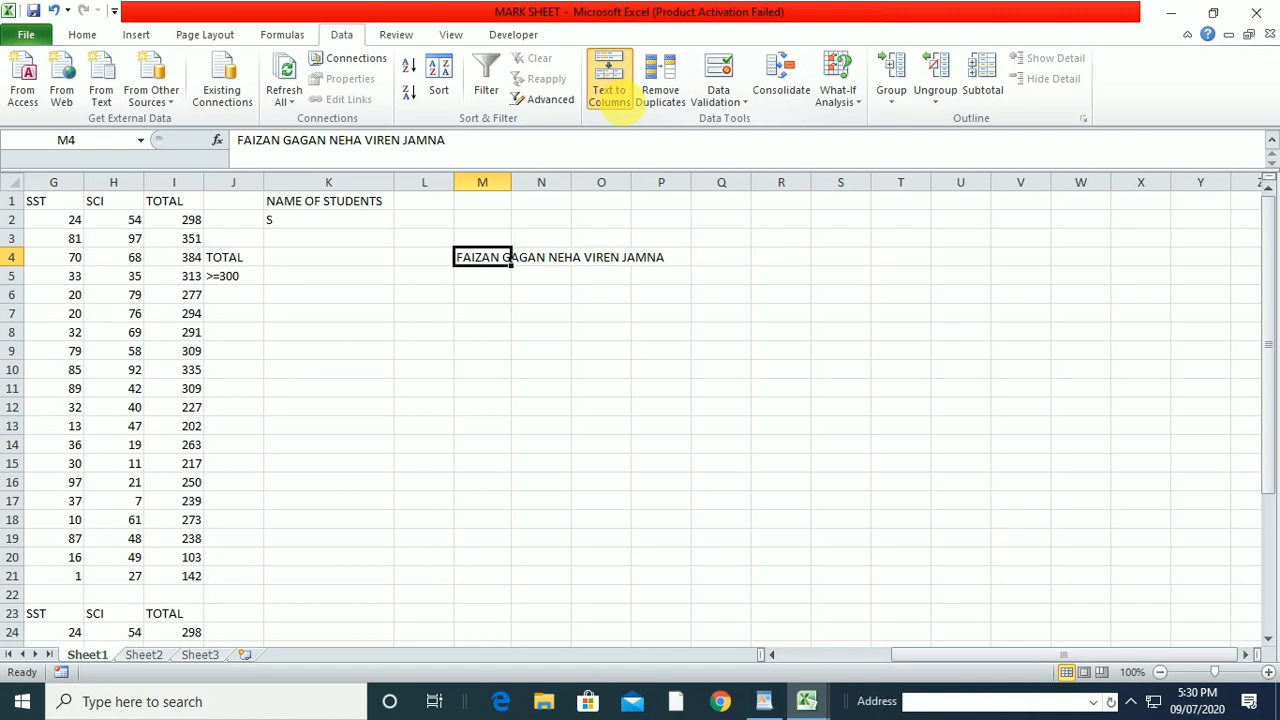 MARK SHEET - Microsoft Excel (Product Activation Failed)
File Home Insert Page Layout Formulas Data Review View Developer
From Access
From Web
From Text
From Other Sources
Existing Connections
Get External Data
Refresh All
Connections
Properties
Edit Links
Connections
Sort
Filter
Clear
Reapply
Advanced
Sort & Filter
Text to Columns
Remove Duplicates
Data Validation
Consolidate
What-If Analysis
Data Tools
Group
Ungroup
Subtotal
Show Detail
Hide Detail
Outline
M4 fx FAIZAN GAGAN NEHA VIREN JAMNA
G H I J K L M N O P Q R S T U V W X Y Z
1 SST SCI TOTAL NAME OF STUDENTS
2 24 54 298 S
3 81 97 351
4 70 68 384 TOTAL FAIZAN GAGAN NEHA VIREN JAMNA
5 33 35 313 >=300
6 20 79 277
7 20 76 294
8 32 69 291
9 79 58 309
10 85 92 335
11 89 42 309
12 32 40 227
13 13 47 202
14 36 19 263
15 30 11 217
16 97 21 250
17 37 7 239
18 10 61 273
19 87 48 238
20 16 49 103
21 1 27 142
22
23 SST SCI TOTAL
24 24 54 298
Sheet1 Sheet2 Sheet3
Ready 100%
Type here to search Address 5:30 PM
09/07/2020